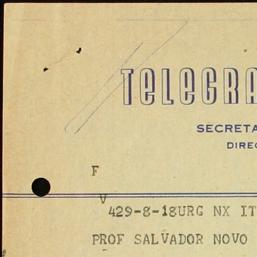 TELEGRA
SECRETA
DIREC
F
V
429-8-18URG NX IT
PROF SALVADOR NOVO